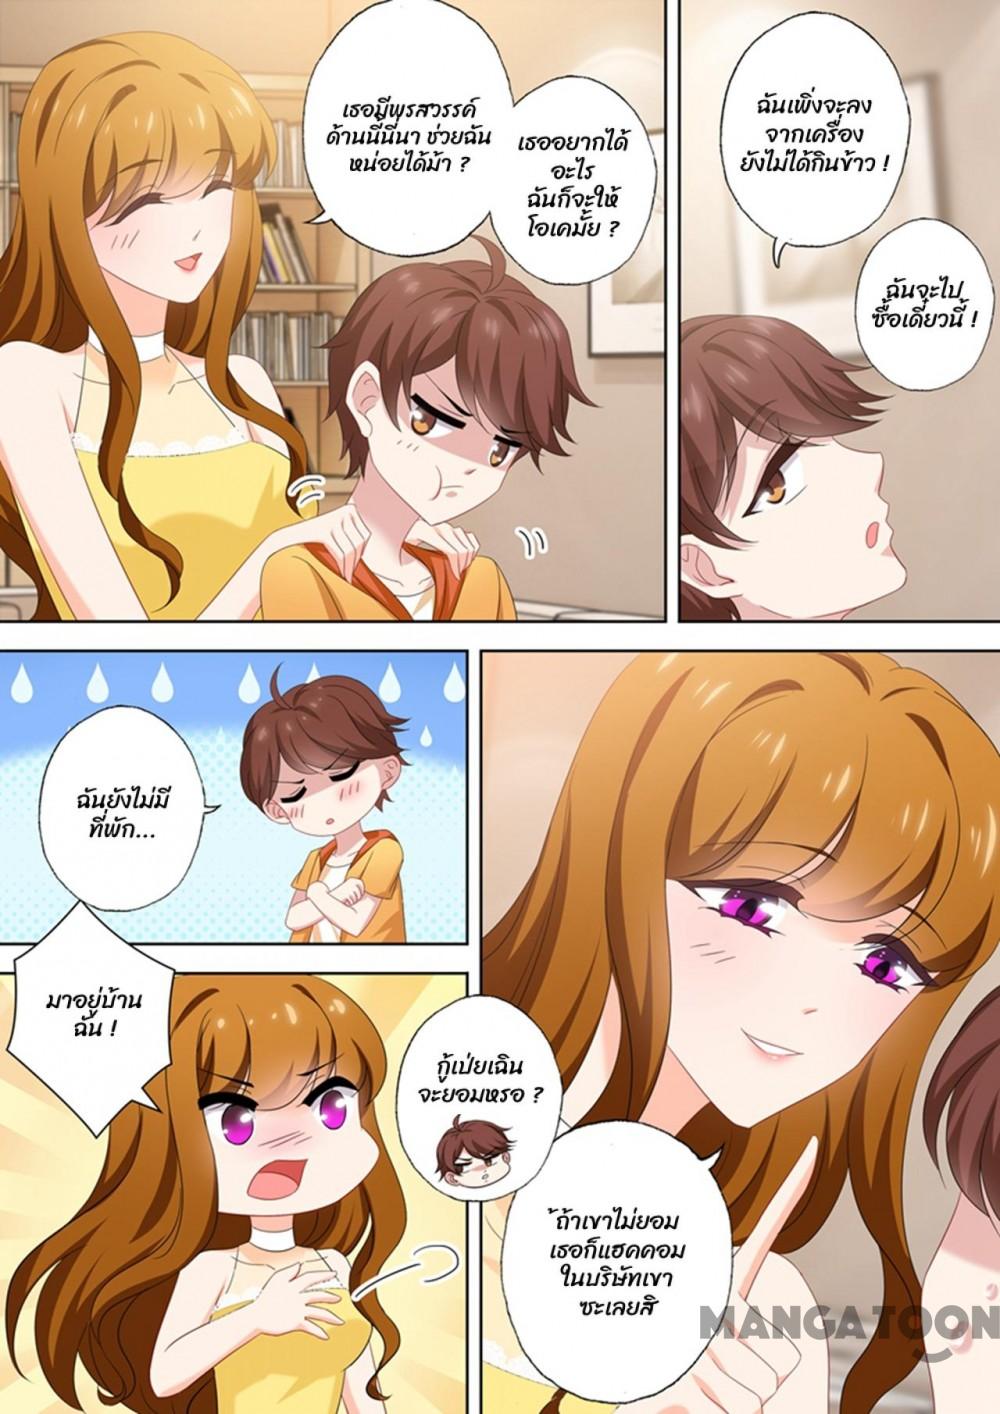 เธอมีพรสวรรค์
ด้านนี้นี่นา ช่วยฉัน
หน่อยได้ม้า ?
เธออยากได้
อะไร
ฉันก็จะให้
โอเคมั้ย ?
ฉันเพิ่งจะลง
จากเครื่อง
ยังไม่ได้กินข้าว !
ฉันจะไป
ซื้อเดี๋ยวนี้ !
ฉันยังไม่มี
ที่พัก...
มาอยู่บ้าน
ฉัน !
กู้เป่ยเฉิน
จะยอมหรอ ?
ถ้าเขาไม่ยอม
เธอก็แฮคคอม
ในบริษัทเขา
ซะเลยสิ
MANGATOON